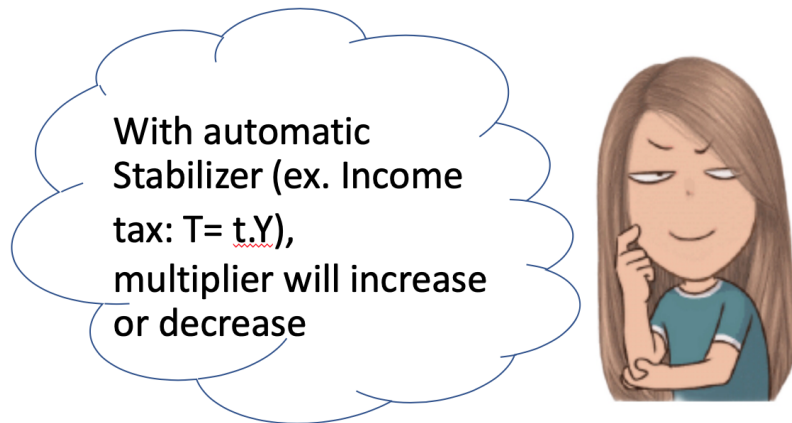 With automatic
Stabilizer (ex. Income
tax: T= t.Y),
multiplier will increase
or decrease